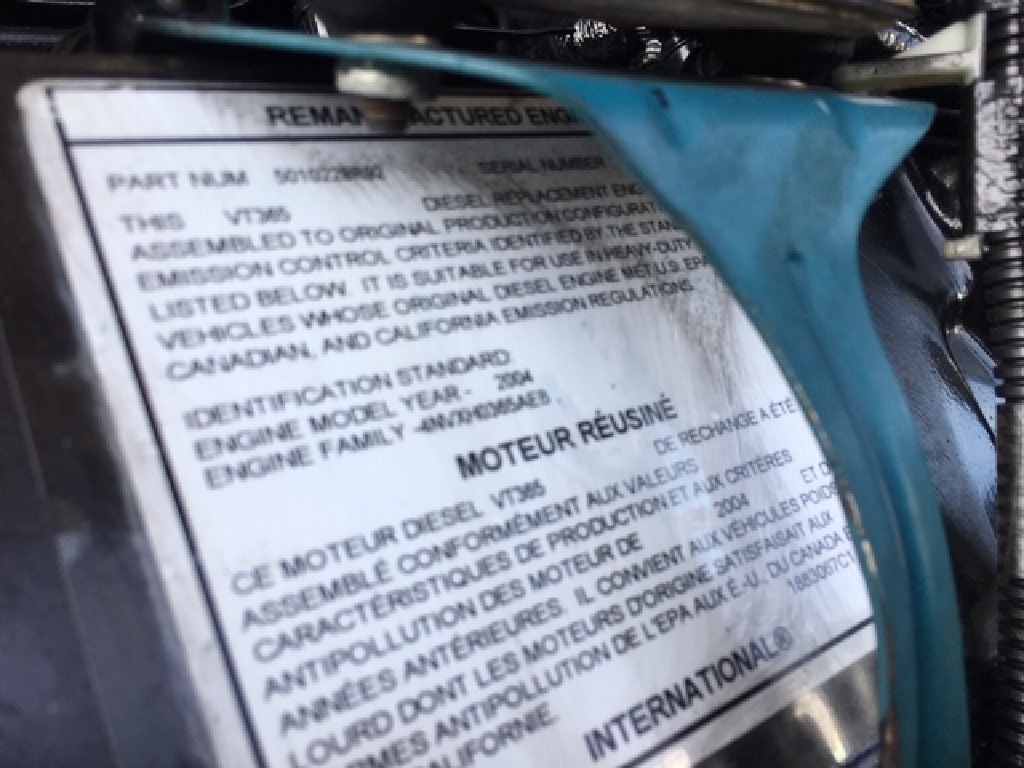 REMANUFACTURED
PART NUM SERIAL NUMBER
THIS VT365 DIESEL REPLACEMENT ENG
ASSEMBLED TO ORIGINAL PRODUCTION CONFIGURAT
EMISSION CONTROL CRITERIA IDENTIFIED BY THE STAN
LISTED BELOW. IT IS SUITABLE FOR USE IN HEAVY-DUTY
VEHICLES WHOSE ORIGINAL DIESEL ENGINE MET U.S. EPA
CANADIAN, AND CALIFORNIA EMISSION REGULATIONS.
IDENTIFICATION STANDARD
ENGINE MODEL YEAR - 2004
ENGINE FAMILY
MOTEUR RÉUSINÉ
CE MOTEUR DIESEL VT365 DE RECHANGE A ÉTÉ
ASSEMBLÉ CONFORMÉMENT AUX VALEURS
CARACTÉRISTIQUES DE PRODUCTION ET AUX CRITÈRES
ANTIPOLLUTION DES MOTEUR DE 2004 ET D
ANNÉES ANTÉRIEURES. IL CONVIENT AUX VÉHICULES POIDS
LOURD DONT LES MOTEURS D'ORIGINE SATISFAISAIT AUX
RMES ANTIPOLLUTION DE L'EPA AUX É.-U., DU CANADA E
CALIFORNIE. 1883067C1
INTERNATIONAL®